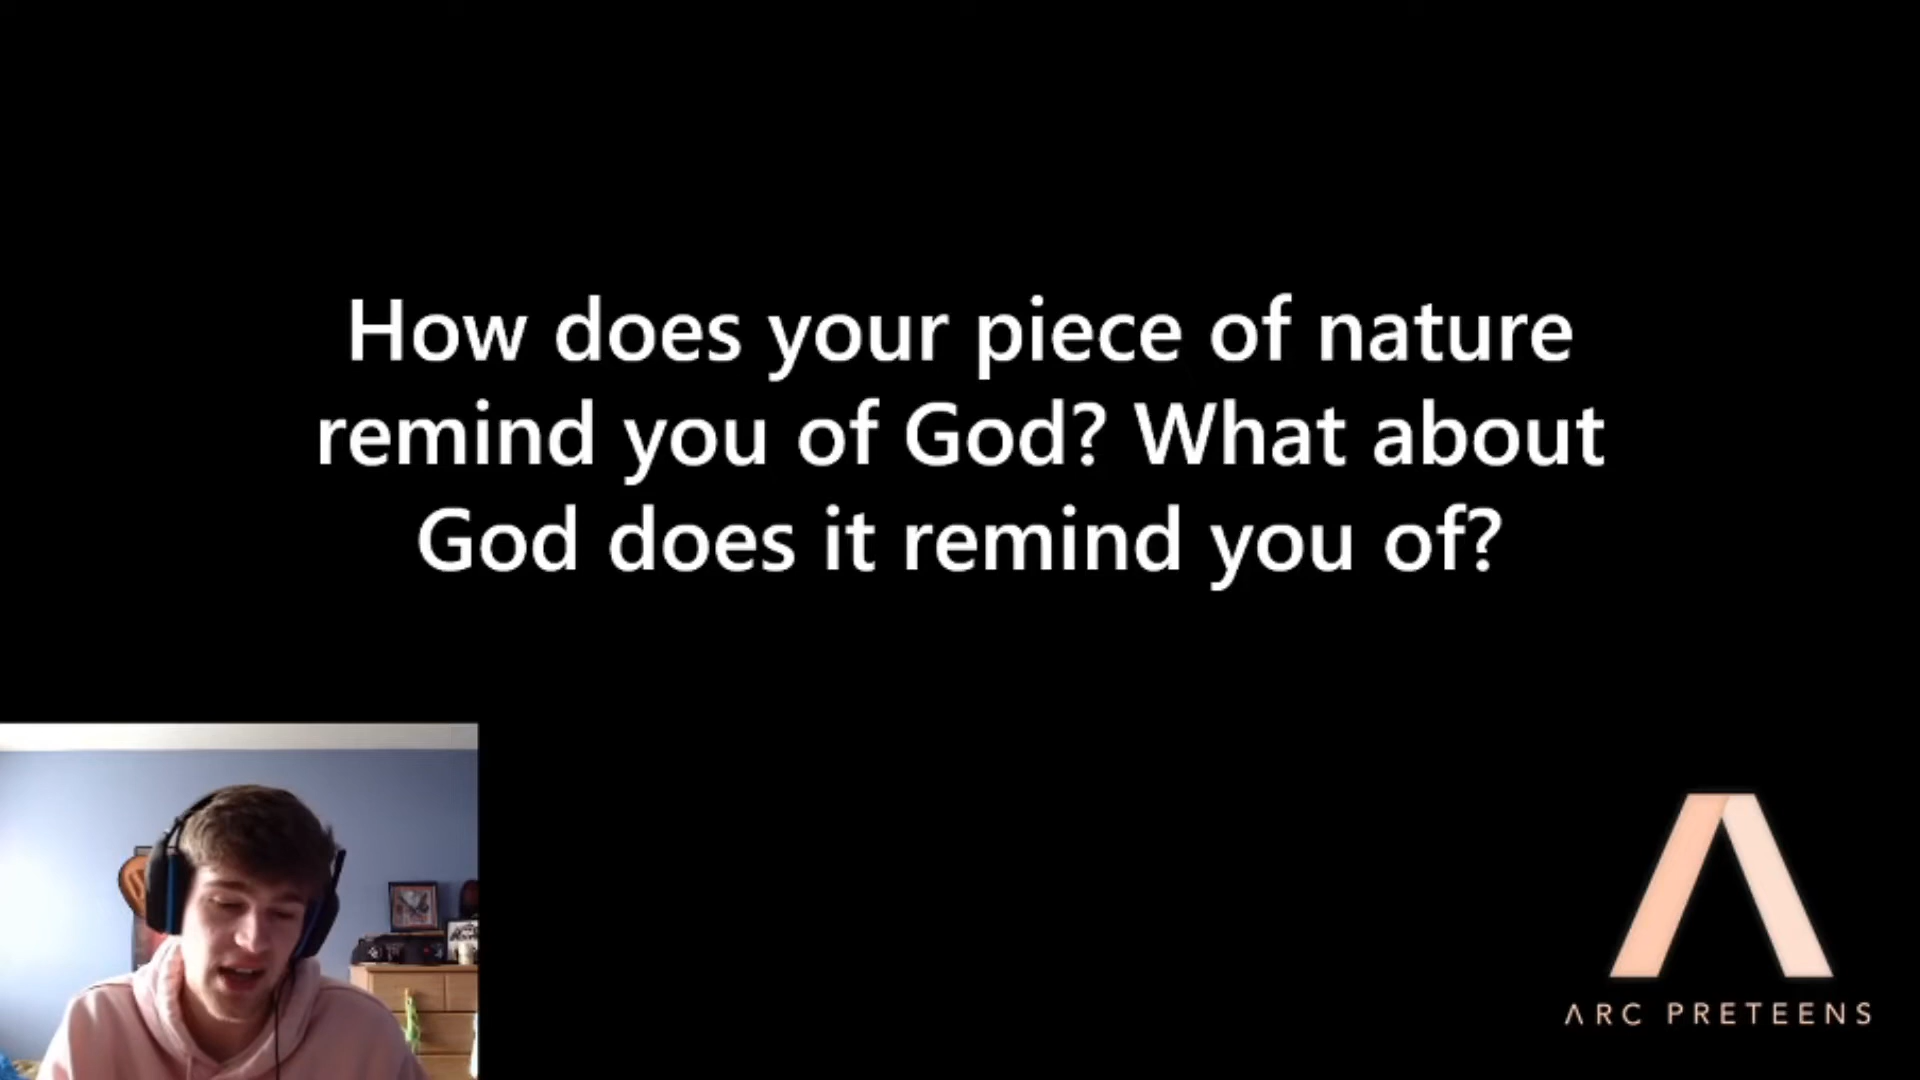 How does your piece of nature
remind you of God? What about
God does it remind you of?
ARC PRETEENS